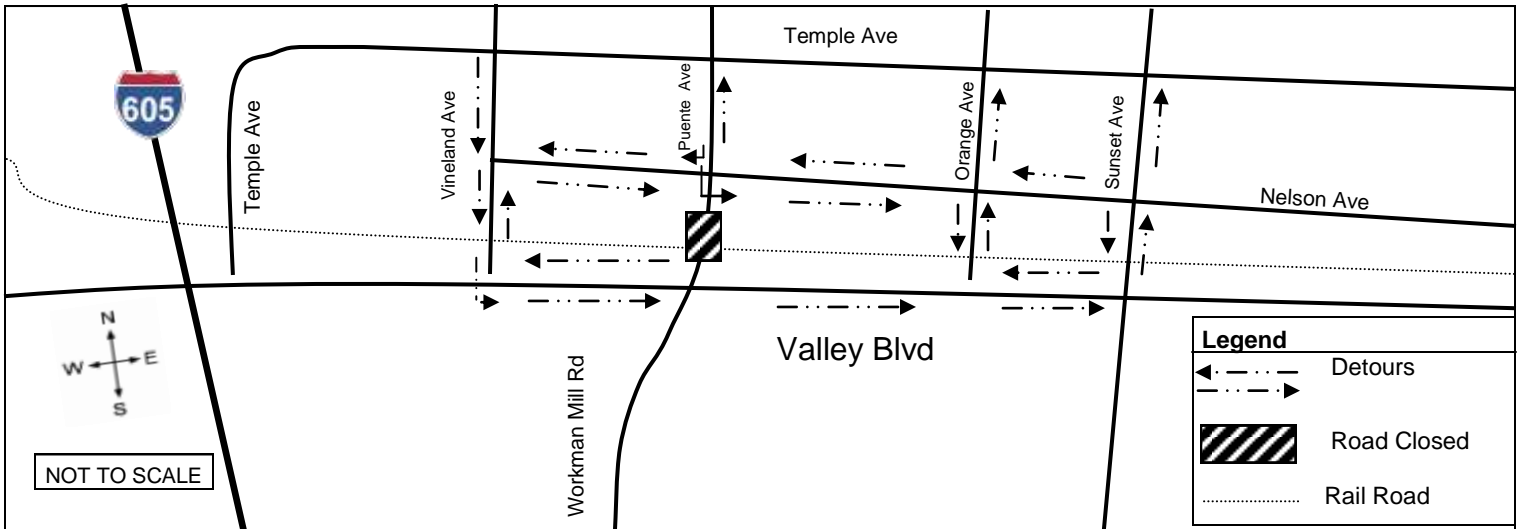 Temple Ave
605
Temple Ave
Vineland Ave
Puente Ave
Orange Ave
Sunset Ave
Nelson Ave
Valley Blvd
Workman Mill Rd
N
W
E
S
NOT TO SCALE
Legend
Detours
Road Closed
Rail Road